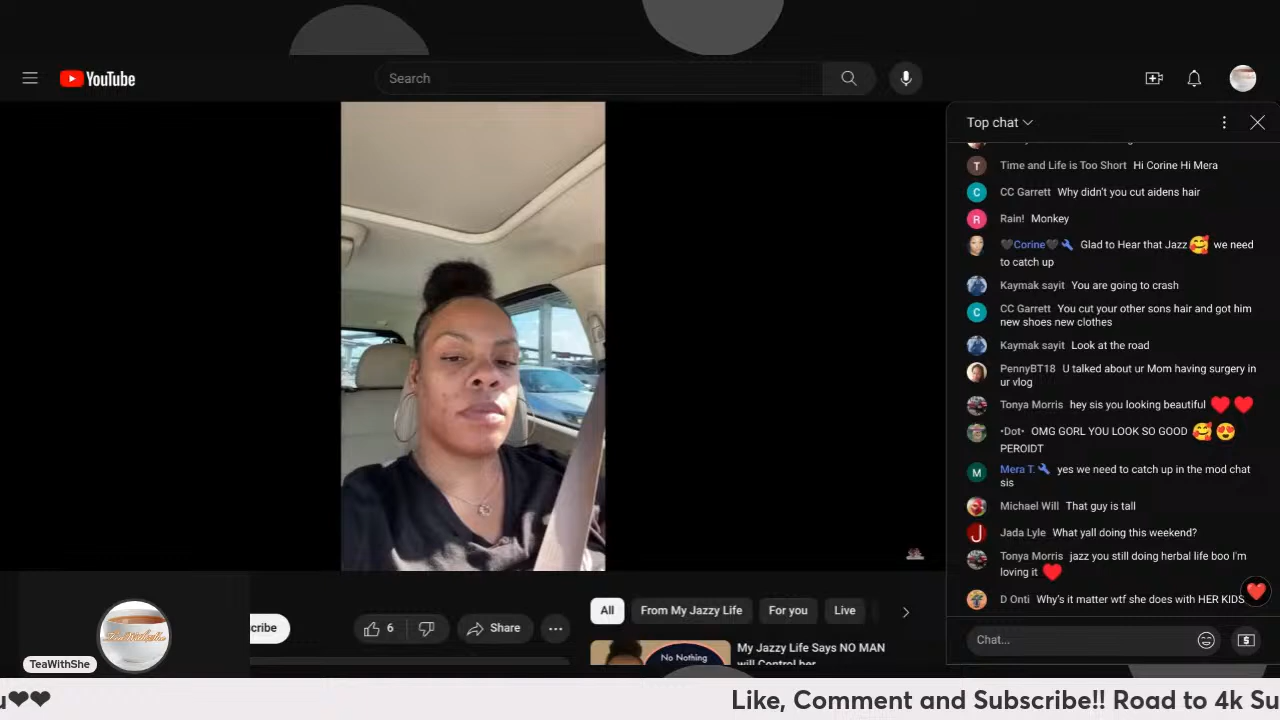 YouTube
Search
Top chat
Time and Life is Too Short Hi Corine Hi Mera
CC Garrett Why didn't you cut aidens hair
Rain! Monkey
🖤Corine🖤 Glad to Hear that Jazz🥰 we need
to catch up
Kaymak sayit You are going to crash
CC Garrett You cut your other sons hair and got him
new shoes new clothes
Kaymak sayit Look at the road
PennyBT18 U talked about ur Mom having surgery in
ur vlog
Tonya Morris hey sis you looking beautiful ❤️❤️
•Dot• OMG GORL YOU LOOK SO GOOD 🥰😍
PEROIDT
Mera T. yes we need to catch up in the mod chat
sis
Michael Will That guy is tall
Jada Lyle What yall doing this weekend?
Tonya Morris jazz you still doing herbal life boo I'm
loving it ❤️
D Onti Why's it matter wtf she does with HER KIDS
Chat...
cribe
6
Share
All
From My Jazzy Life
For you
Live
No Nothing
My Jazzy Life Says NO MAN
will Control her
TeaWithShe
TeaWithShe
u❤❤
Like, Comment and Subscribe!! Road to 4k Su